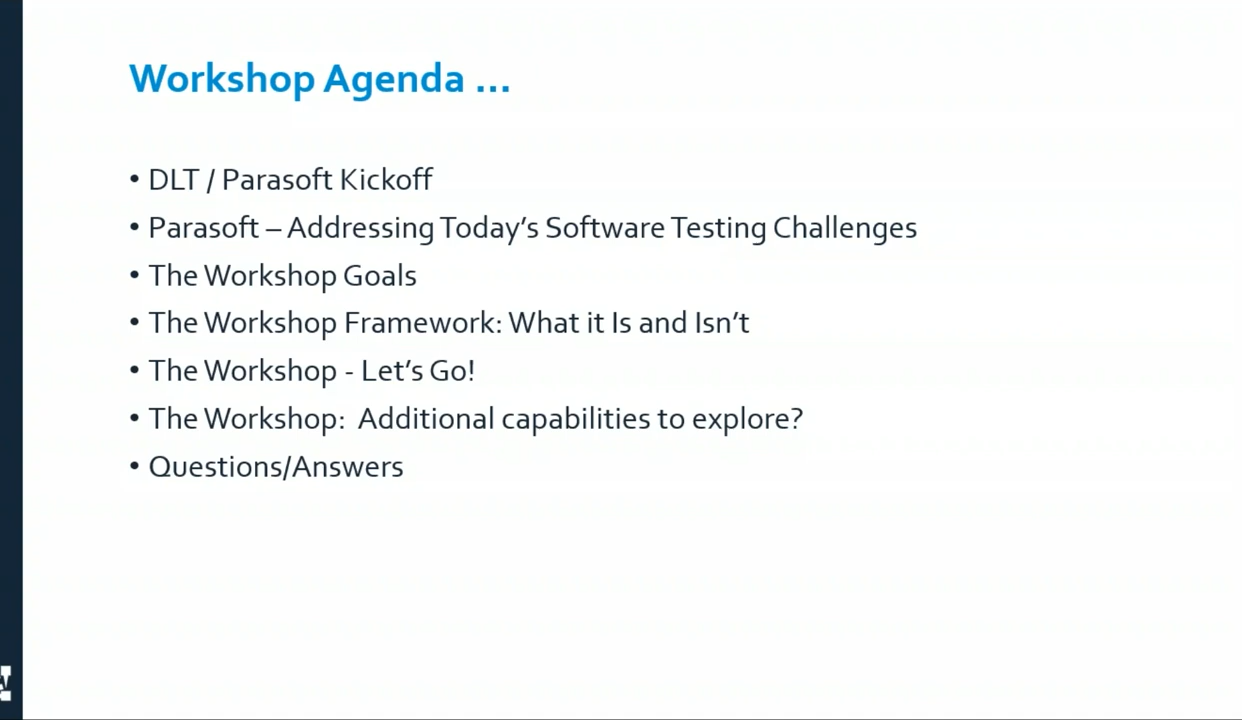 Workshop Agenda ...
• DLT / Parasoft Kickoff
• Parasoft – Addressing Today’s Software Testing Challenges
• The Workshop Goals
• The Workshop Framework: What it Is and Isn’t
• The Workshop - Let’s Go!
• The Workshop:  Additional capabilities to explore?
• Questions/Answers